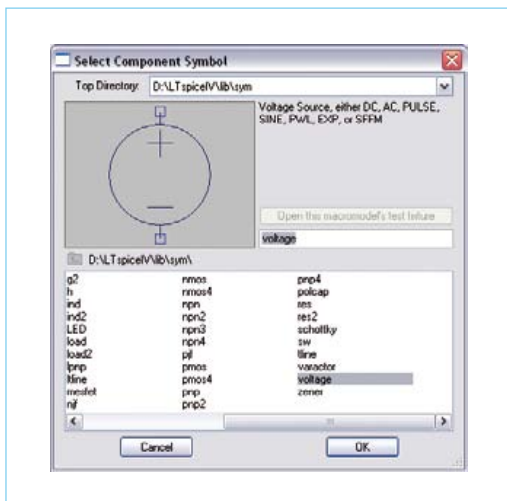 Select Component Symbol
Top Directory: D:\LTspiceIV\lib\sym
Voltage Source, either DC, AC, PULSE,
SINE, PWL, EXP, or SFFM
Open this macromodel's test fixture
voltage
D:\LTspiceIV\lib\sym\
g2
h
ind
ind2
LED
load
load2
lpnp
ltline
mesfet
njf
nmos
nmos4
npn
npn2
npn3
npn4
pjf
pmos
pmos4
pnp
pnp2
pnp4
polcap
res
res2
schottky
sw
tline
varactor
voltage
zener
Cancel
OK